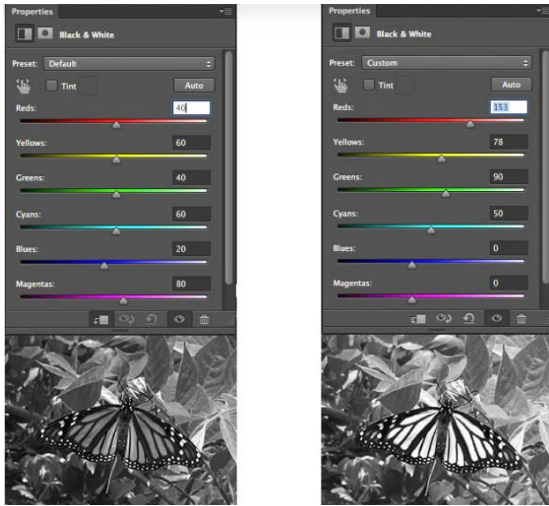 Properties
Black & White
Preset: Default
Tint
Auto
Reds: 40
Yellows: 60
Greens: 40
Cyans: 60
Blues: 20
Magentas: 80
Properties
Black & White
Preset: Custom
Tint
Auto
Reds: 153
Yellows: 78
Greens: 90
Cyans: 50
Blues: 0
Magentas: 0